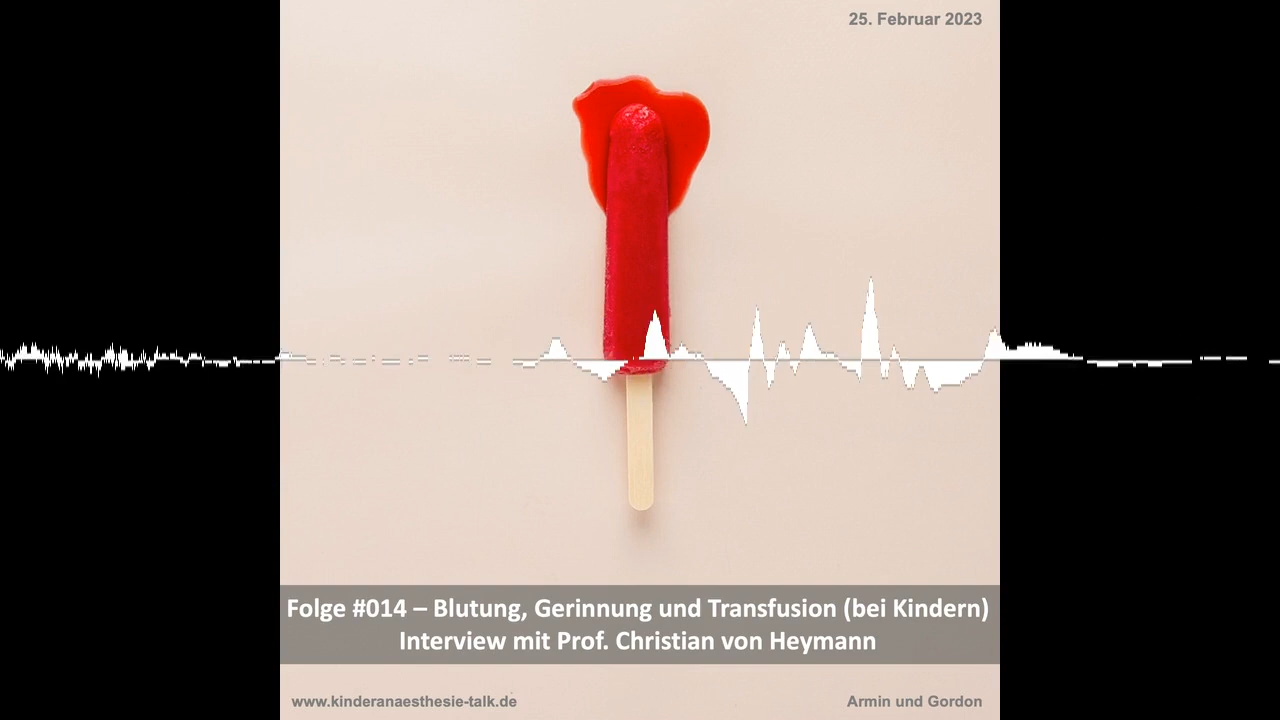 25. Februar 2023
Folge #014 – Blutung, Gerinnung und Transfusion (bei Kindern)
Interview mit Prof. Christian von Heymann
www.kinderanaesthesie-talk.de
Armin und Gordon